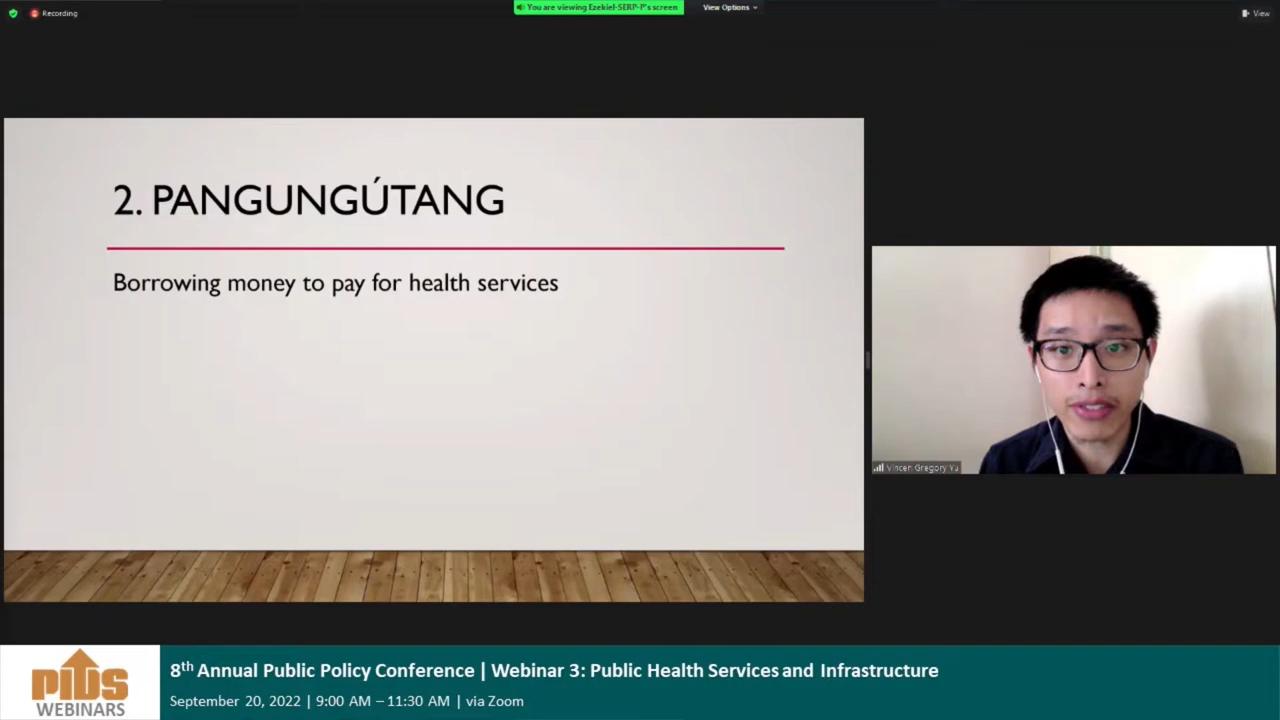 Recording
You are viewing Ezekiel-SERP-P's screen
View Options
View
2. PANGUNGÚTANG
Borrowing money to pay for health services
Vincen Gregory Yu
PIDS
WEBINARS
8th Annual Public Policy Conference | Webinar 3: Public Health Services and Infrastructure
September 20, 2022 | 9:00 AM – 11:30 AM | via Zoom